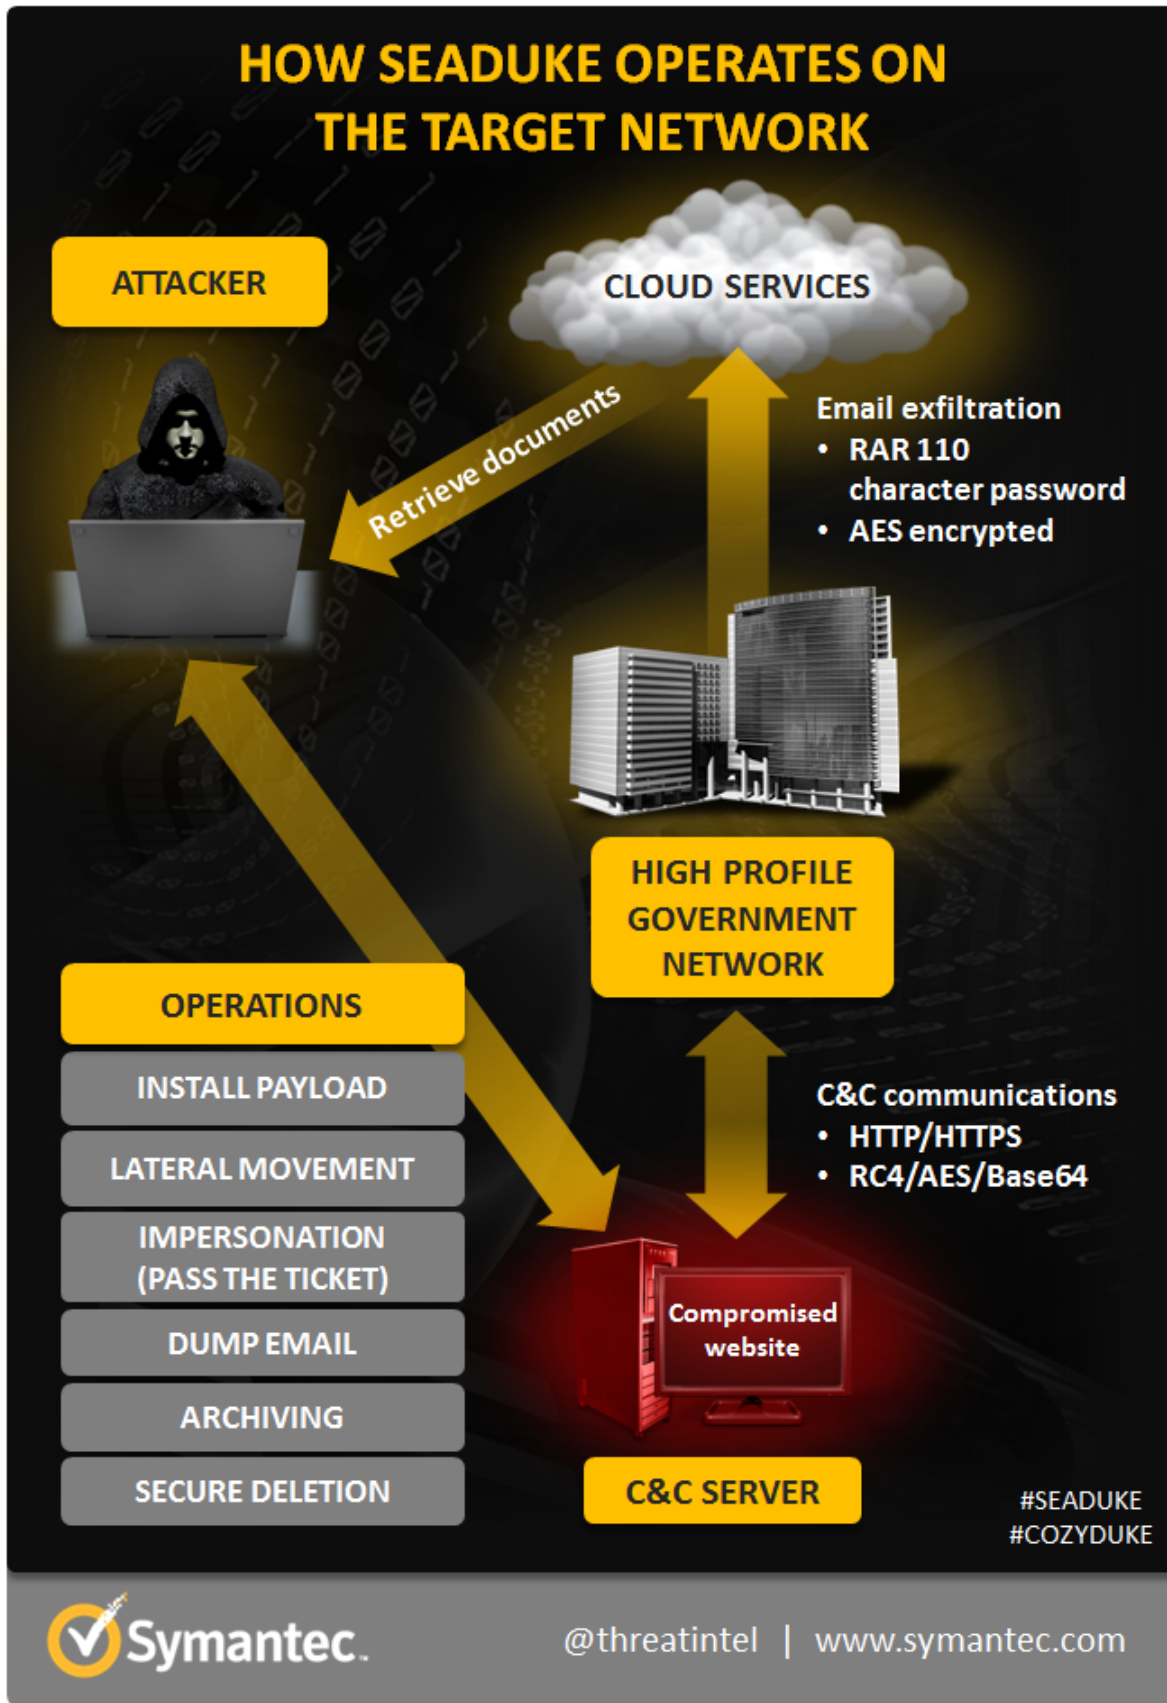 HOW SEADUKE OPERATES ON
THE TARGET NETWORK
ATTACKER
CLOUD SERVICES
Retrieve documents
Email exfiltration
• RAR 110
character password
• AES encrypted
HIGH PROFILE
GOVERNMENT
NETWORK
OPERATIONS
INSTALL PAYLOAD
LATERAL MOVEMENT
IMPERSONATION
(PASS THE TICKET)
DUMP EMAIL
ARCHIVING
SECURE DELETION
C&C communications
• HTTP/HTTPS
• RC4/AES/Base64
Compromised
website
C&C SERVER
#SEADUKE
#COZYDUKE
Symantec™
@threatintel | www.symantec.com